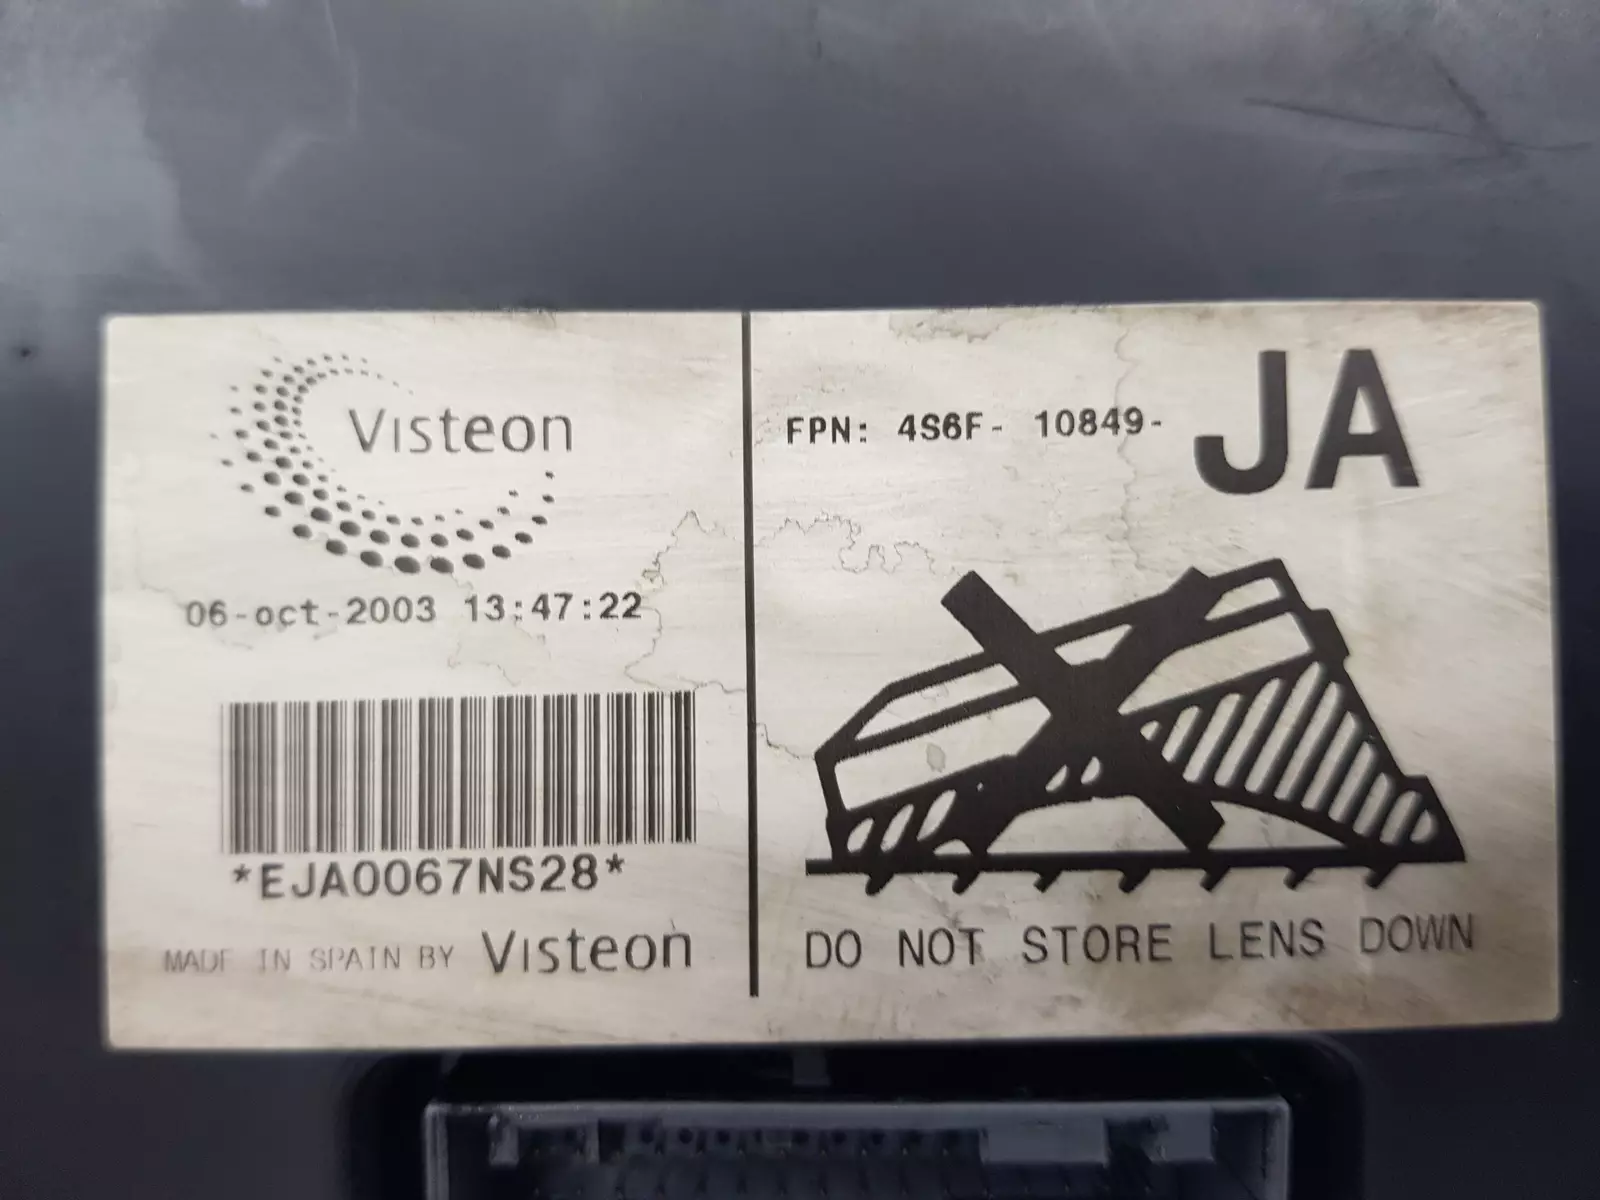 Visteon
06-oct-2003 13:47:22
*EJA0067NS28*
MADE IN SPAIN BY Visteon
FPN: 4S6F- 10849- JA
DO NOT STORE LENS DOWN